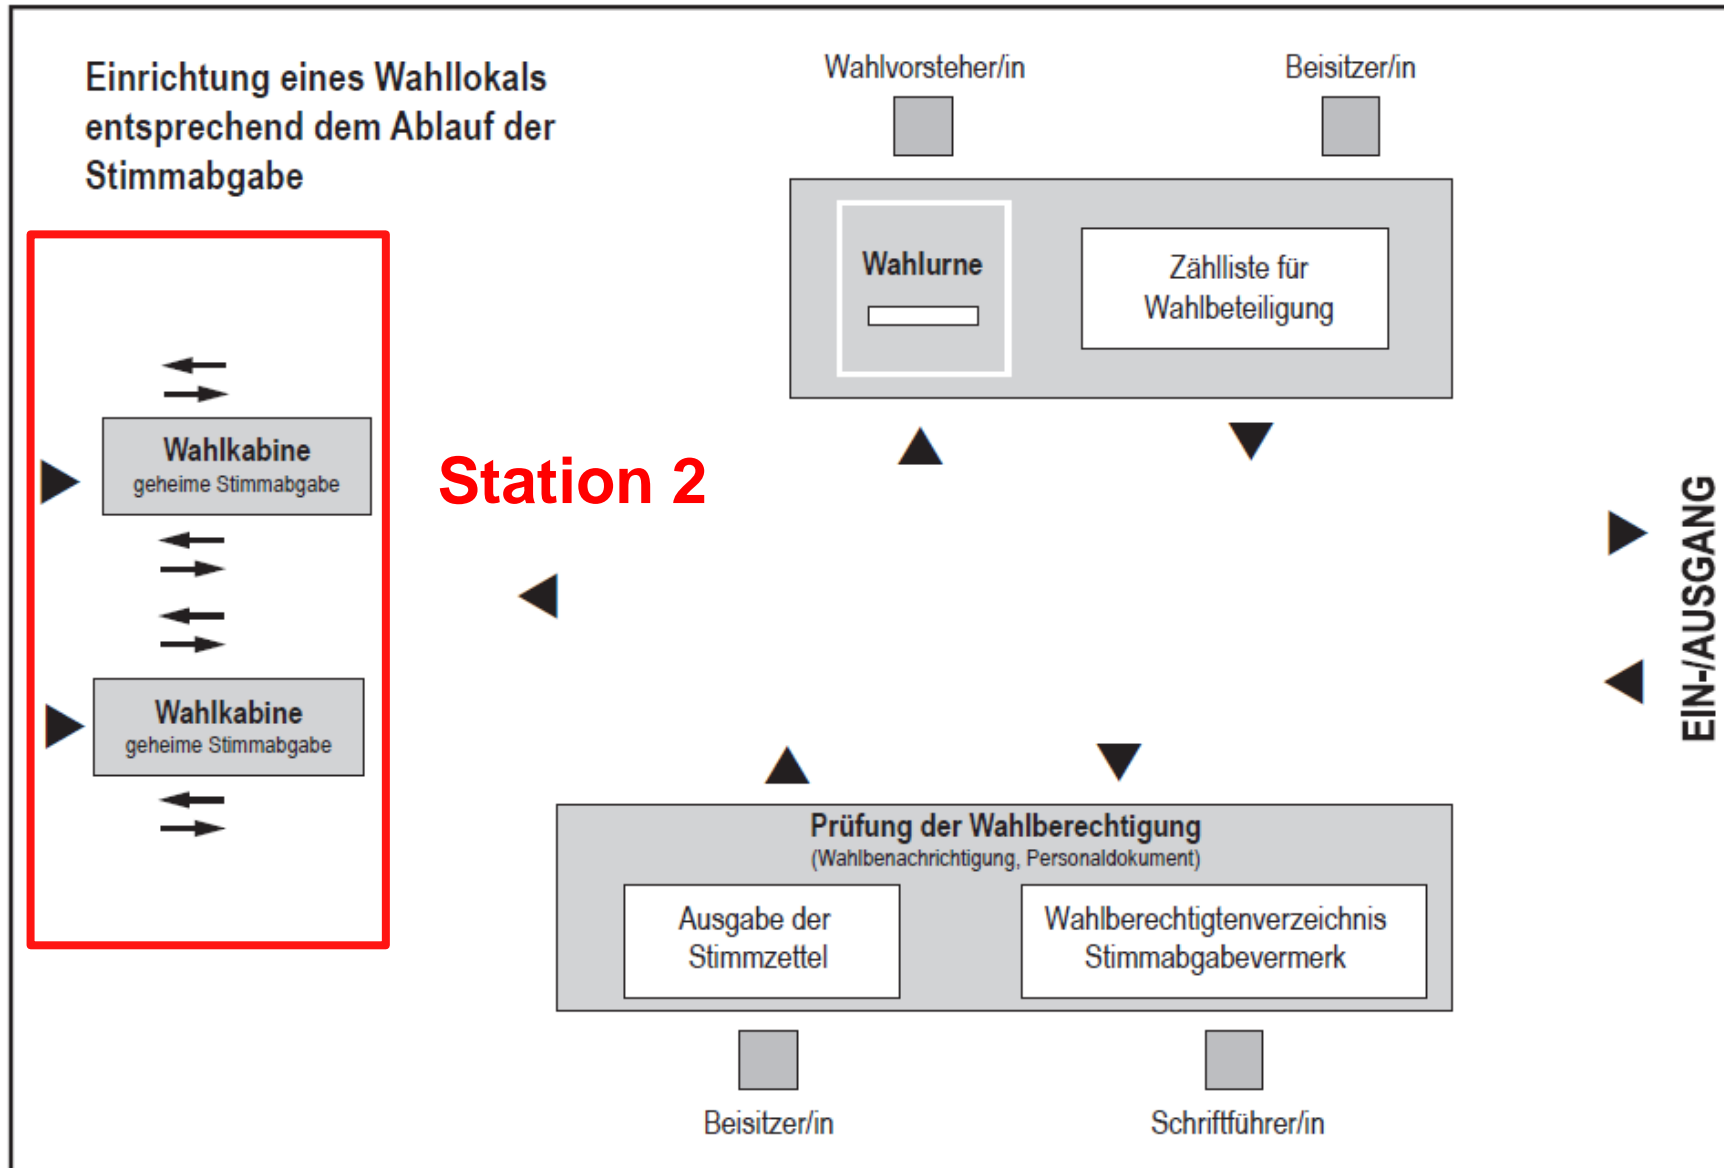 Einrichtung eines Wahllokals
entsprechend dem Ablauf der
Stimmabgabe
Wahlvorsteher/in
Beisitzer/in
Wahlurne
Zählliste für
Wahlbeteiligung
Wahlkabine
geheime Stimmabgabe
Station 2
Wahlkabine
geheime Stimmabgabe
EIN-/AUSGANG
Prüfung der Wahlberechtigung
(Wahlbenachrichtigung, Personaldokument)
Ausgabe der
Stimmzettel
Wahlberechtigtenverzeichnis
Stimmabgabevermerk
Beisitzer/in
Schriftführer/in